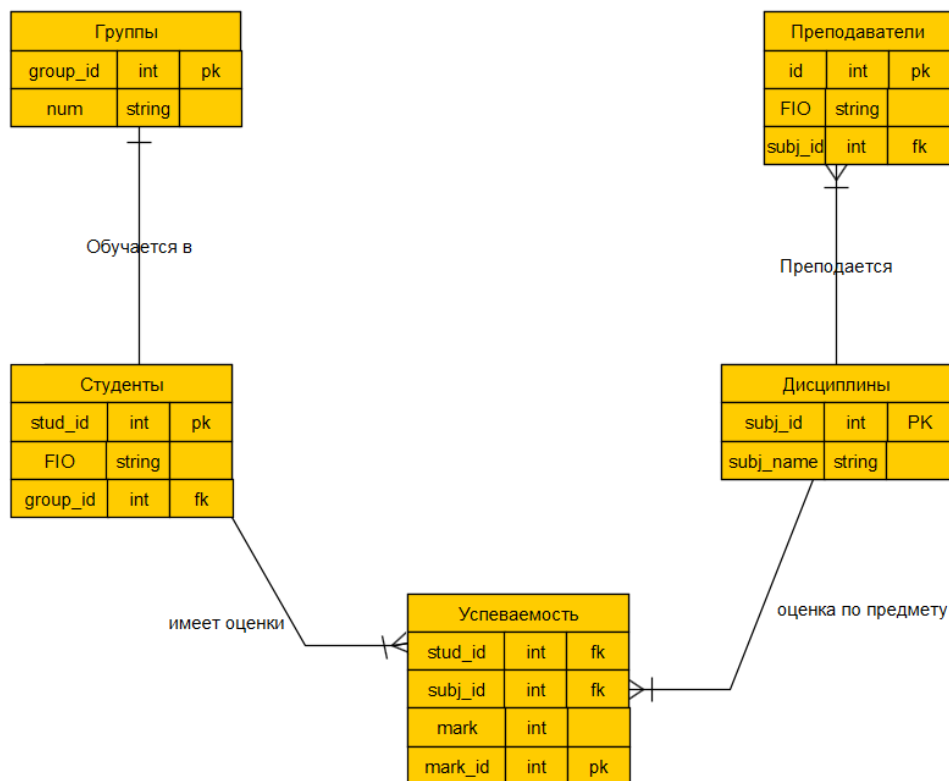 Группы
group_id int pk
num string
Преподаватели
id int pk
FIO string
subj_id int fk
Обучается в
Преподается
Студенты
stud_id int pk
FIO string
group_id int fk
Дисциплины
subj_id int PK
subj_name string
имеет оценки
оценка по предмету
Успеваемость
stud_id int fk
subj_id int fk
mark int
mark_id int pk